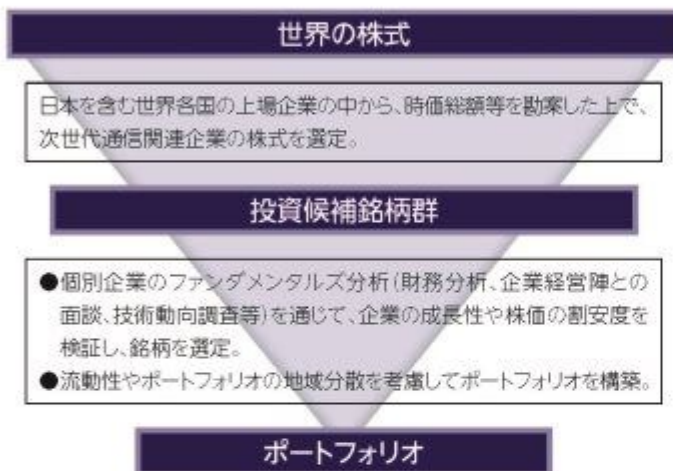 世界の株式
日本を含む世界各国の上場企業の中から、時価総額等を勘案した上で、
次世代通信関連企業の株式を選定。
投資候補銘柄群
●個別企業のファンダメンタルズ分析(財務分析、企業経営陣との
面談、技術動向調査等)を通じて、企業の成長性や株価の割安度を
検証し、銘柄を選定。
●流動性やポートフォリオの地域分散を考慮してポートフォリオを構築。
ポートフォリオ